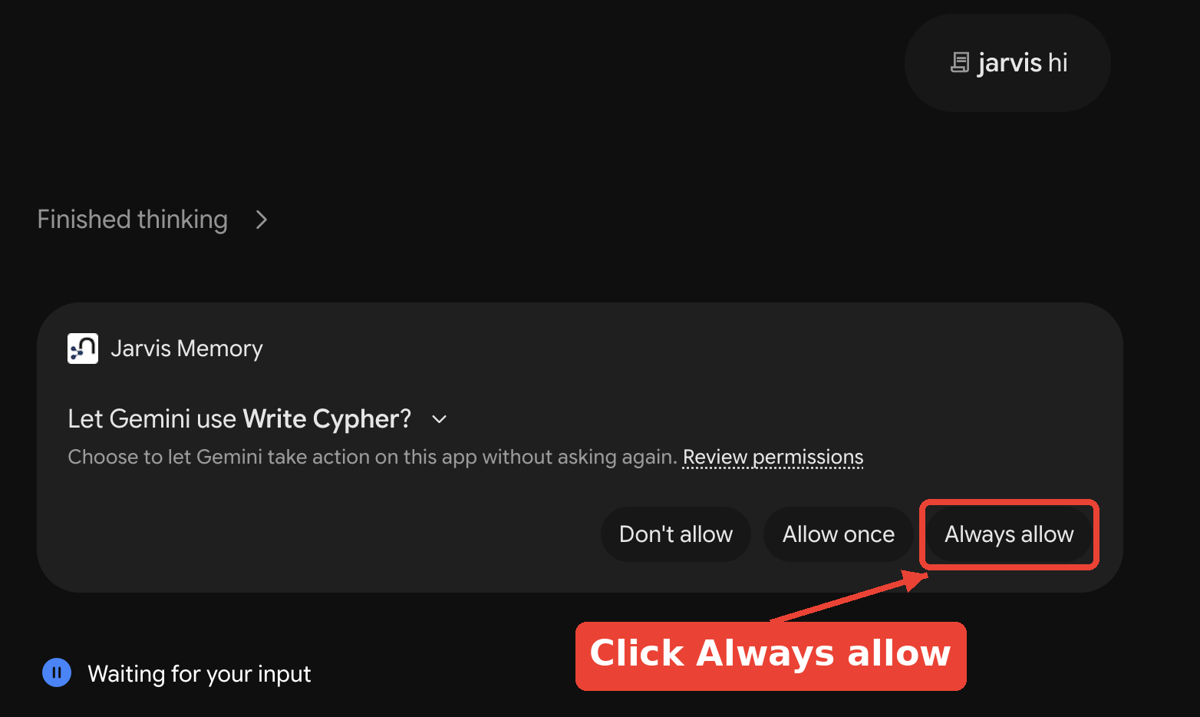 jarvis hi
Finished thinking
Jarvis Memory
Let Gemini use Write Cypher?
Choose to let Gemini take action on this app without asking again. Review permissions
Don't allow
Allow once
Always allow
Click Always allow
Waiting for your input